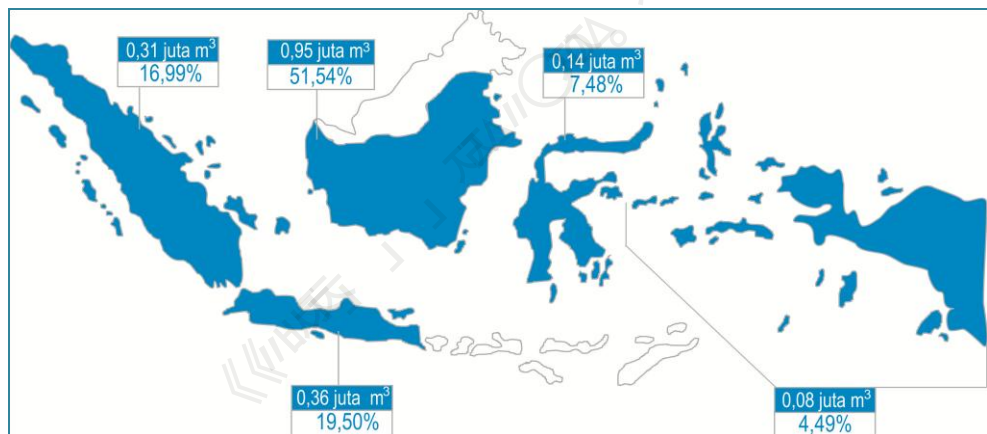 0,31 juta m³
16,99%
0,95 juta m³
51,54%
0,14 juta m³
7,48%
0,36 juta m³
19,50%
0,08 juta m³
4,49%